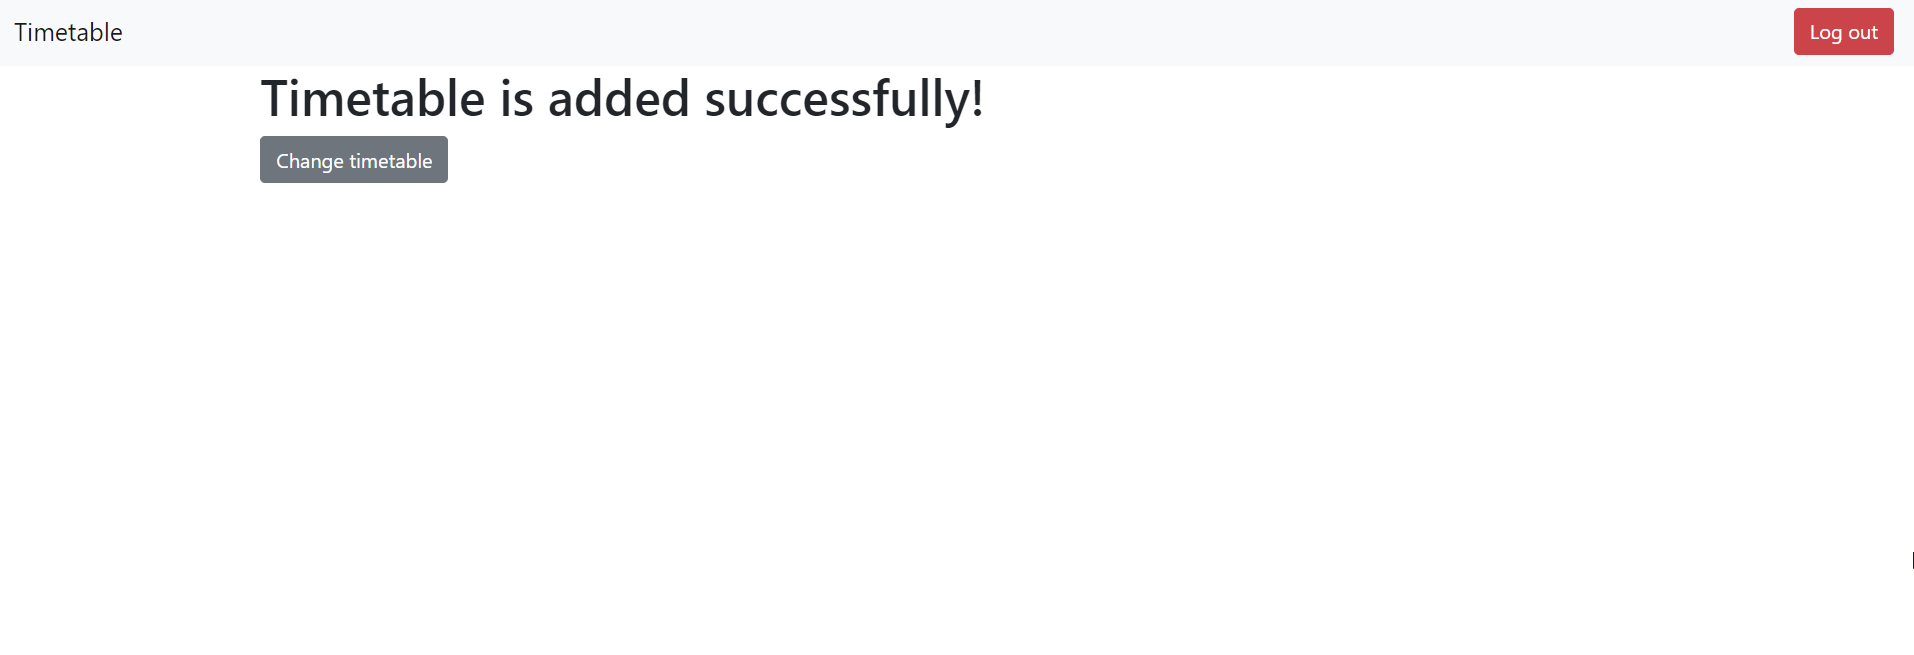 Timetable
Log out
Timetable is added successfully!
Change timetable